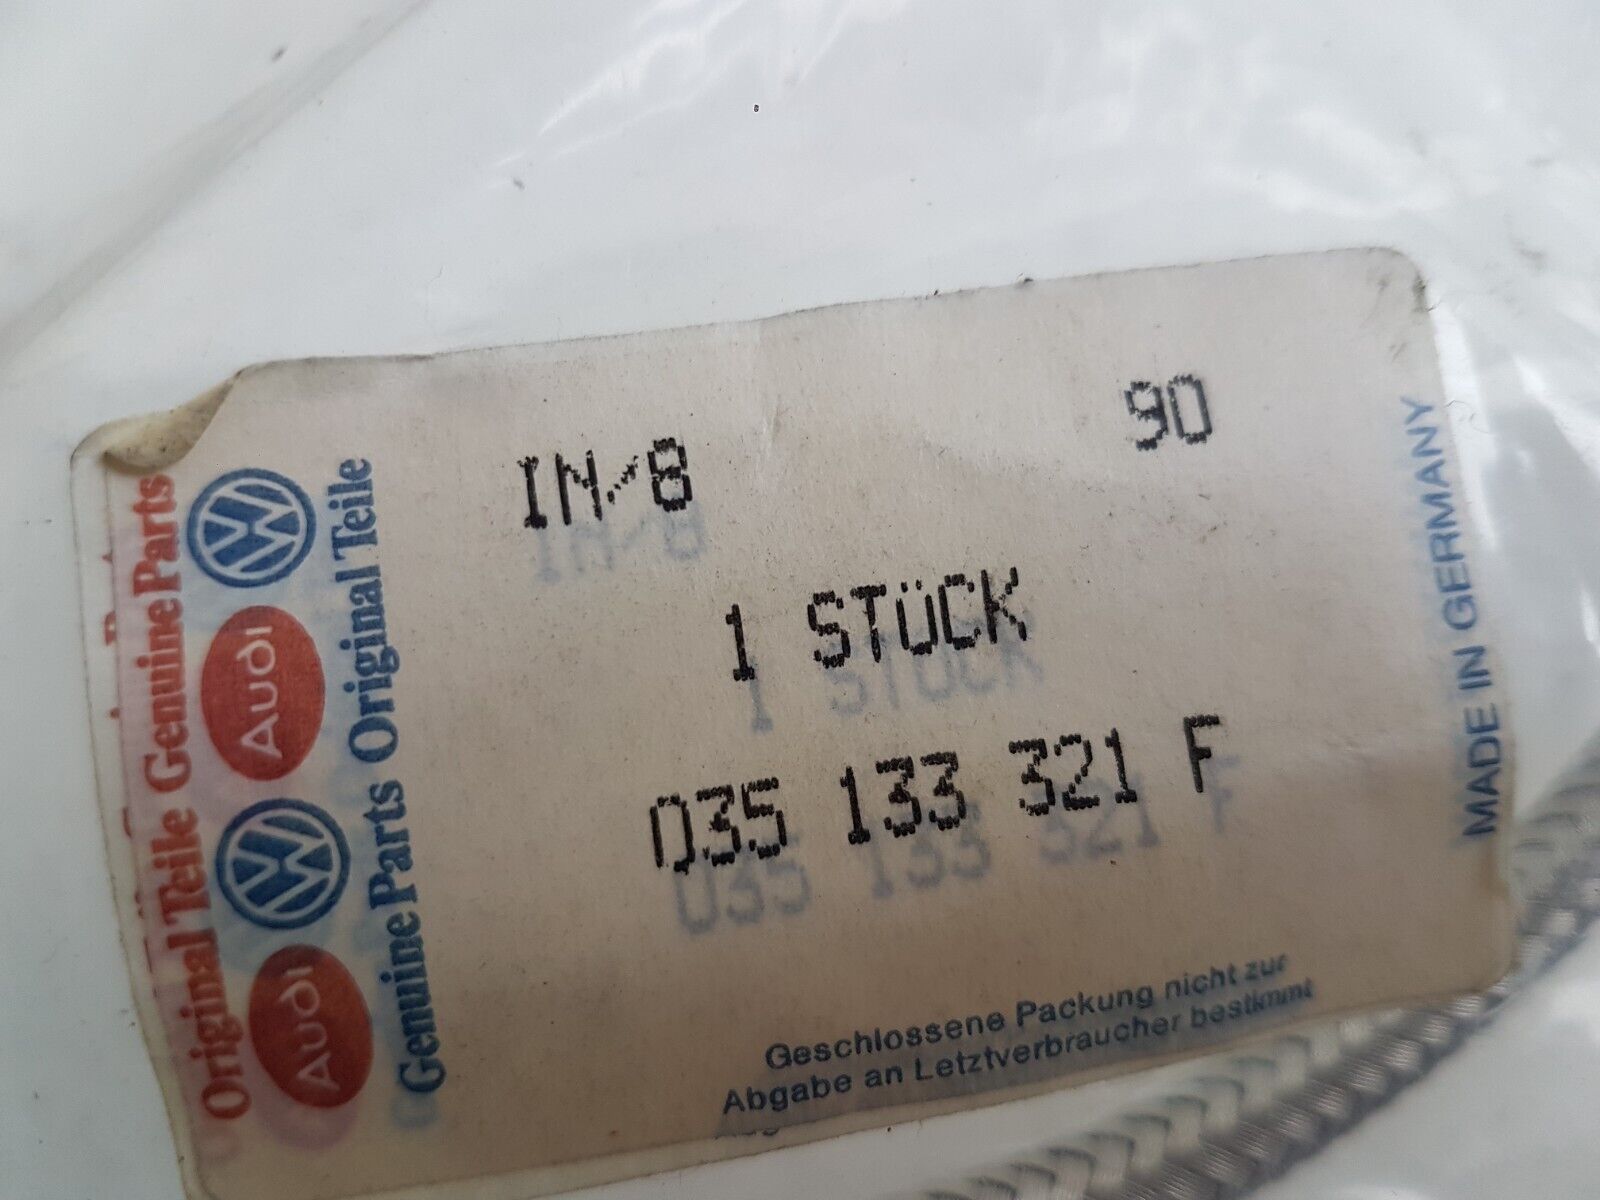 IN/8
90
1 STÜCK
035 133 321 F
Geschlossene Packung nicht zur
Abgabe an Letztverbraucher bestimmt
MADE IN GERMANY
Original Teile Genuine Parts
Audi
Audi
Genuine Parts Original Teile